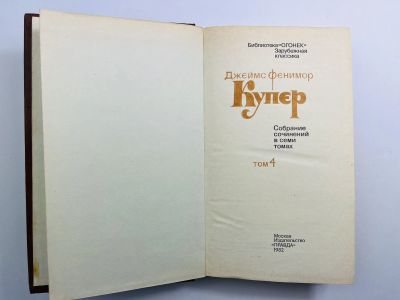 Библиотека«ОГОНЕК»
Зарубежная
классика
Джеймс Фенимор
Купер
Собрание
сочинений
в семи
томах
том 4
Москва
Издательство
«ПРАВДА»
1982